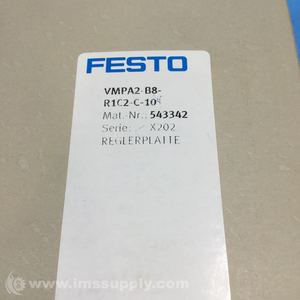 FESTO
VMPA2-B8-
R1C2-C-10
Mat.-Nr.: 543342
Serie: X202
REGLERPLATTE
© www.imssupply.com